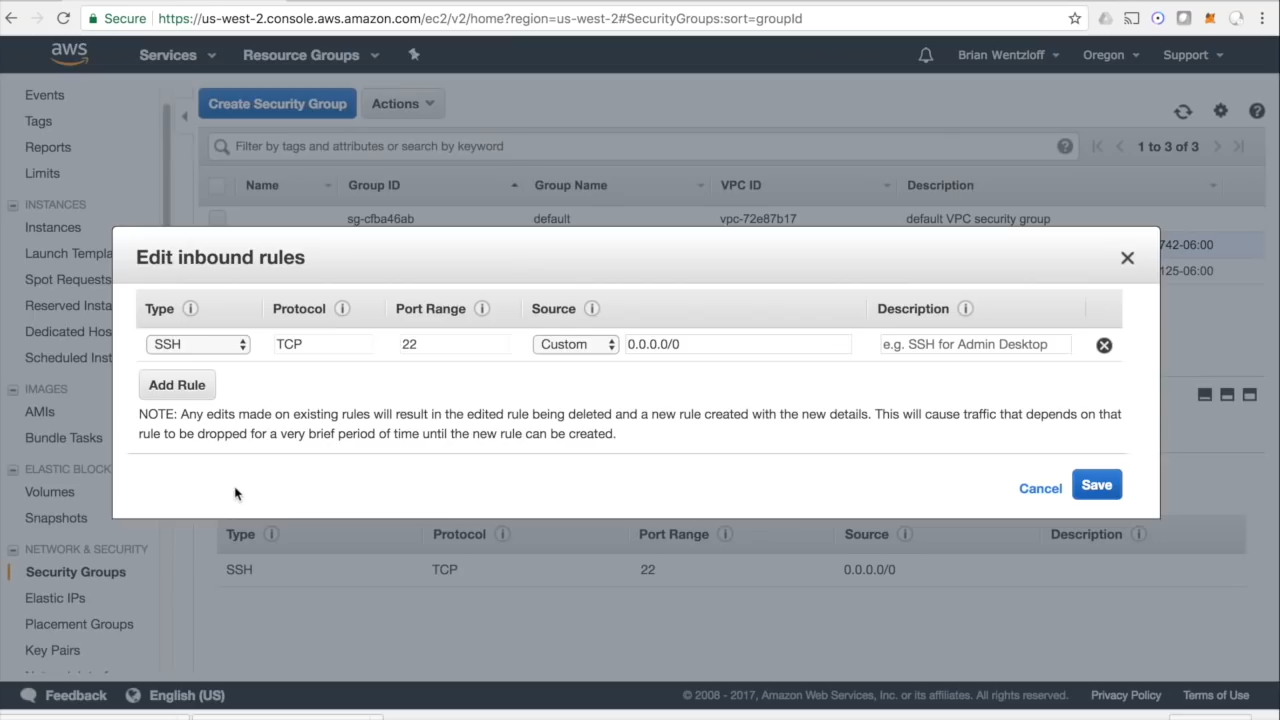 Secure https://us-west-2.console.aws.amazon.com/ec2/v2/home?region=us-west-2#SecurityGroups:sort=groupId
aws Services Resource Groups Brian Wentzloff Oregon Support
Events
Tags
Reports
Limits
INSTANCES
Instances
Launch Templa
Spot Requests
Reserved Insta
Dedicated Hos
Scheduled Inst
IMAGES
AMIs
Bundle Tasks
ELASTIC BLOCK
Volumes
Snapshots
NETWORK & SECURITY
Security Groups
Elastic IPs
Placement Groups
Key Pairs
Create Security Group Actions
Filter by tags and attributes or search by keyword 1 to 3 of 3
Name Group ID Group Name VPC ID Description
sg-cfba46ab default vpc-72e87b17 default VPC security group
742-06:00
125-06:00
Edit inbound rules
Type Protocol Port Range Source Description
SSH TCP 22 Custom 0.0.0.0/0 e.g. SSH for Admin Desktop
Add Rule
NOTE: Any edits made on existing rules will result in the edited rule being deleted and a new rule created with the new details. This will cause traffic that depends on that
rule to be dropped for a very brief period of time until the new rule can be created.
Cancel Save
Type Protocol Port Range Source Description
SSH TCP 22 0.0.0.0/0
Feedback English (US) © 2008 - 2017, Amazon Web Services, Inc. or its affiliates. All rights reserved. Privacy Policy Terms of Use